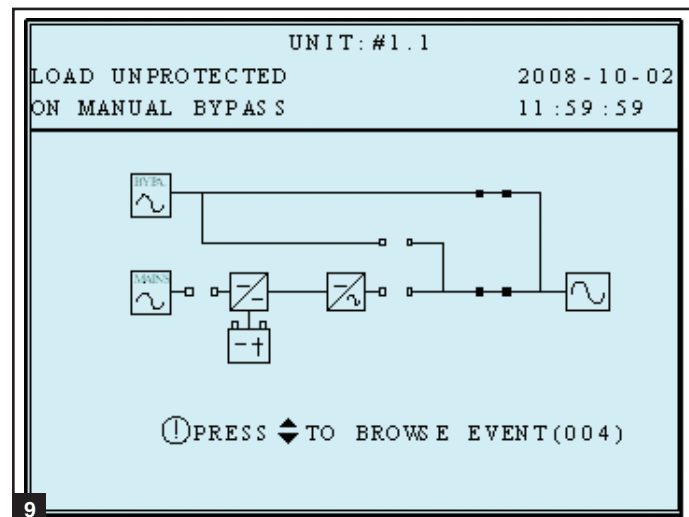 UNIT:#1.1
LOAD UNPROTECTED 2008-10-02
ON MANUAL BYPASS 11:59:59
BYPA.
MAINS
!PRESS TO BROWSE EVENT(004)
9